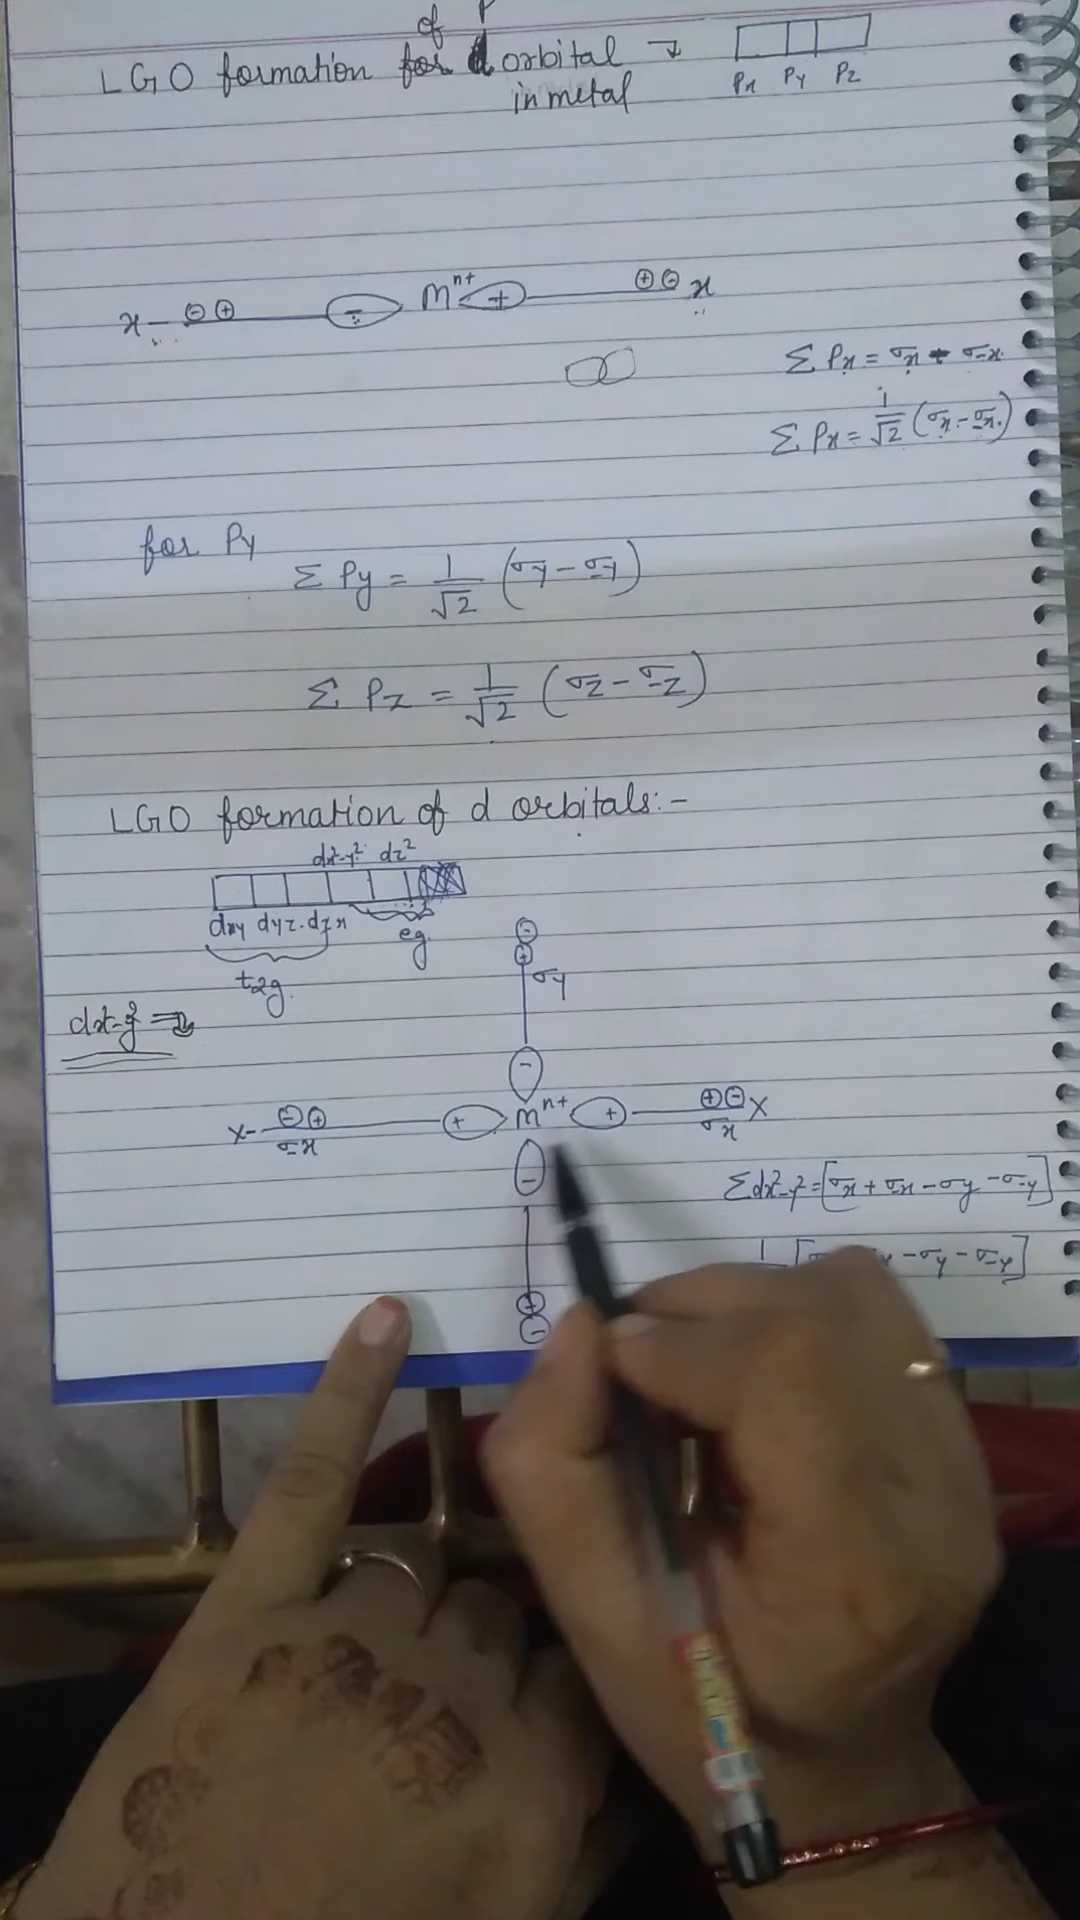 of P
LGO formation for d orbital →
in metal
Px Py Pz
x - ⊖⊕ - M^n+ + ⊕⊖ x
Σ Px = σx - σ-x
Σ Px = 1/√2 (σx - σ-x)
for Py
Σ Py = 1/√2 (σy - σ-y)
Σ Pz = 1/√2 (σz - σ-z)
LGO formation of d orbitals:-
dx²-y² dz²
dxy dyz dzx
eg
t2g
⊖
⊕
σy
dx²-y² ⇒
-
x- ⊖⊕ + M^n+ + ⊕⊖ x
σ-x σx
-
Σdx²-y² = [σx + σ-x - σy - σ-y]
- σy - σ-y]
⊕
⊖